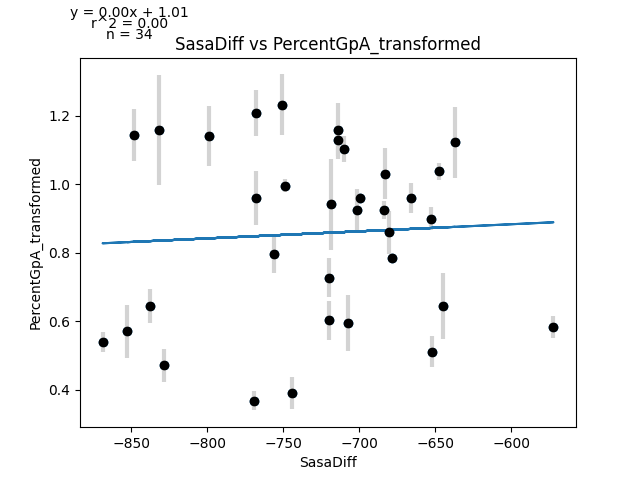 y = 0.00x + 1.01
r^2 = 0.00
n = 34
SasaDiff vs PercentGpA_transformed
PercentGpA_transformed
1.2
1.0
0.8
0.6
0.4
−850
−800
−750
−700
−650
−600
SasaDiff